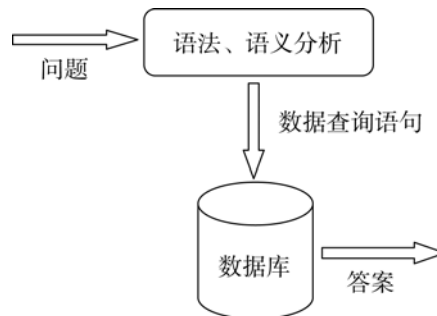 语法、语义分析
问题
数据查询语句
数据库
答案